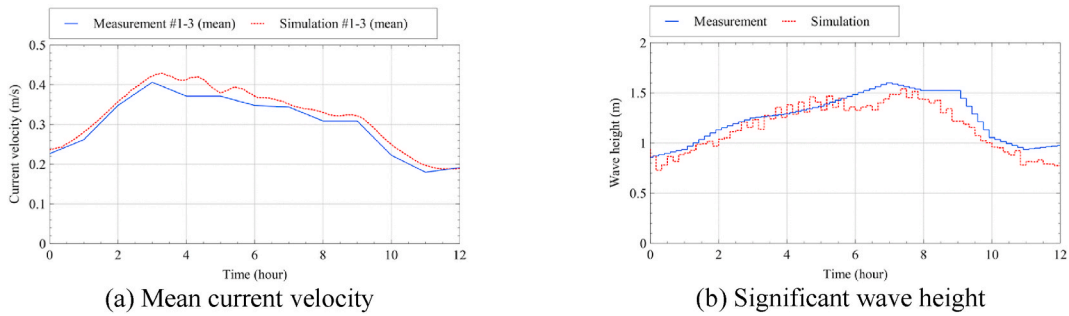 Measurement #1-3 (mean) Simulation #1-3 (mean)
0.5
0.4
0.3
0.2
0.1
0
Current velocity (m/s)
0 2 4 6 8 10 12
Time (hour)
(a) Mean current velocity
Measurement Simulation
2
1.5
1
0.5
0
Wave height (m)
0 2 4 6 8 10 12
Time (hour)
(b) Significant wave height